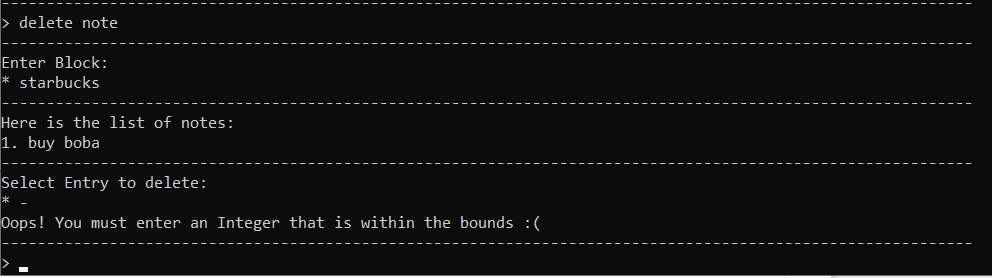 ------------------------------------------------------------------------------------------------------------
> delete note
------------------------------------------------------------------------------------------------------------
Enter Block:
* starbucks
------------------------------------------------------------------------------------------------------------
Here is the list of notes:
1. buy boba
------------------------------------------------------------------------------------------------------------
Select Entry to delete:
* -
Oops! You must enter an Integer that is within the bounds :(
------------------------------------------------------------------------------------------------------------
>